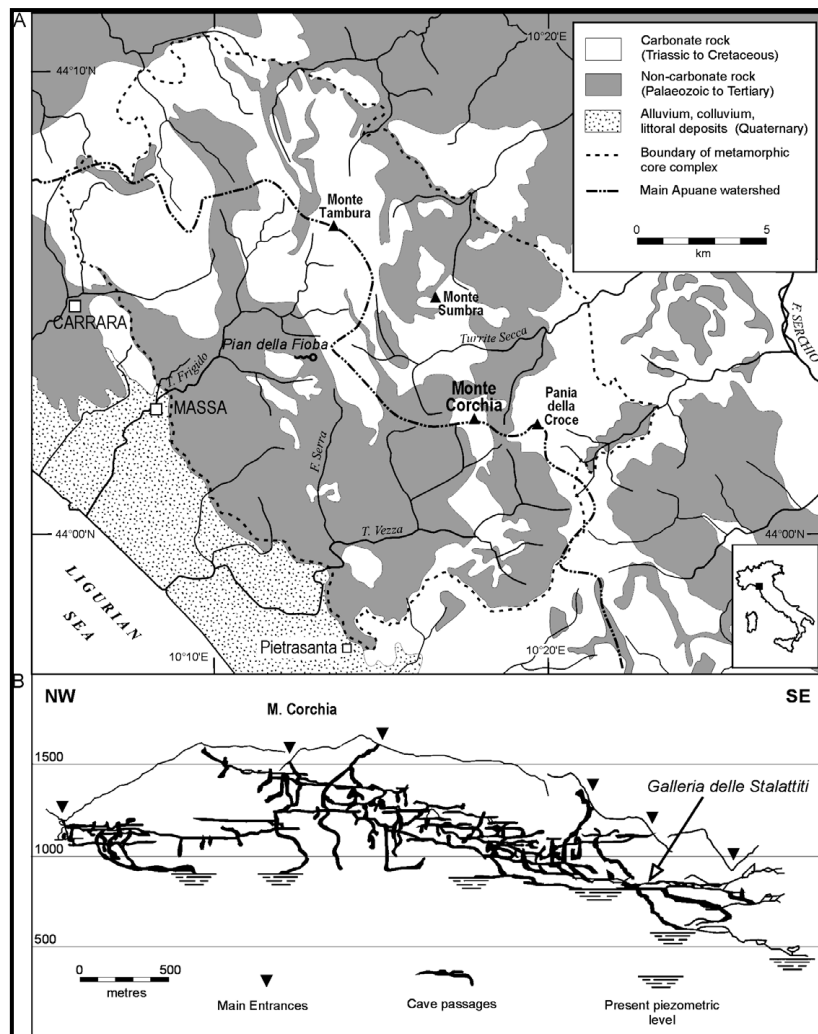 A
10°20'E
44°10'N
Carbonate rock
(Triassic to Cretaceous)
Non-carbonate rock
(Palaeozoic to Tertiary)
Alluvium, colluvium,
littoral deposits (Quaternary)
Boundary of metamorphic
core complex
Main Apuane watershed
0 5
km
Monte
Tambura
Monte
Sumbra
CARRARA
Pian della Fioba
Turrite Secca
F. SERCHIO
T. Frigido
MASSA
Monte
Corchia
Pania
della
Croce
F. Serra
T. Vezza
44°00'N
44°00'N
LIGURIAN
SEA
Pietrasanta
10°10'E
10°20'E
B
NW
SE
M. Corchia
1500
Galleria delle
Stalattiti
1000
500
0 500
metres
Main Entrances
Cave passages
Present piezometric
level